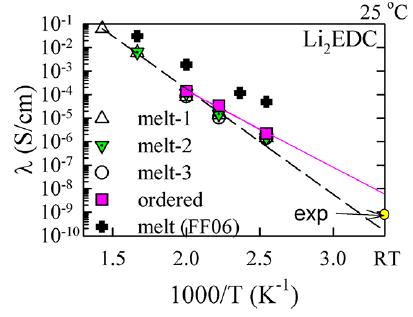 25 °C
Li₂EDC
10⁻¹
10⁻²
10⁻³
10⁻⁴
10⁻⁵
10⁻⁶
10⁻⁷
10⁻⁸
10⁻⁹
10⁻¹⁰
λ (S/cm)
melt-1
melt-2
melt-3
ordered
melt (FF06)
exp
1.5 2.0 2.5 3.0 RT
1000/T (K⁻¹)